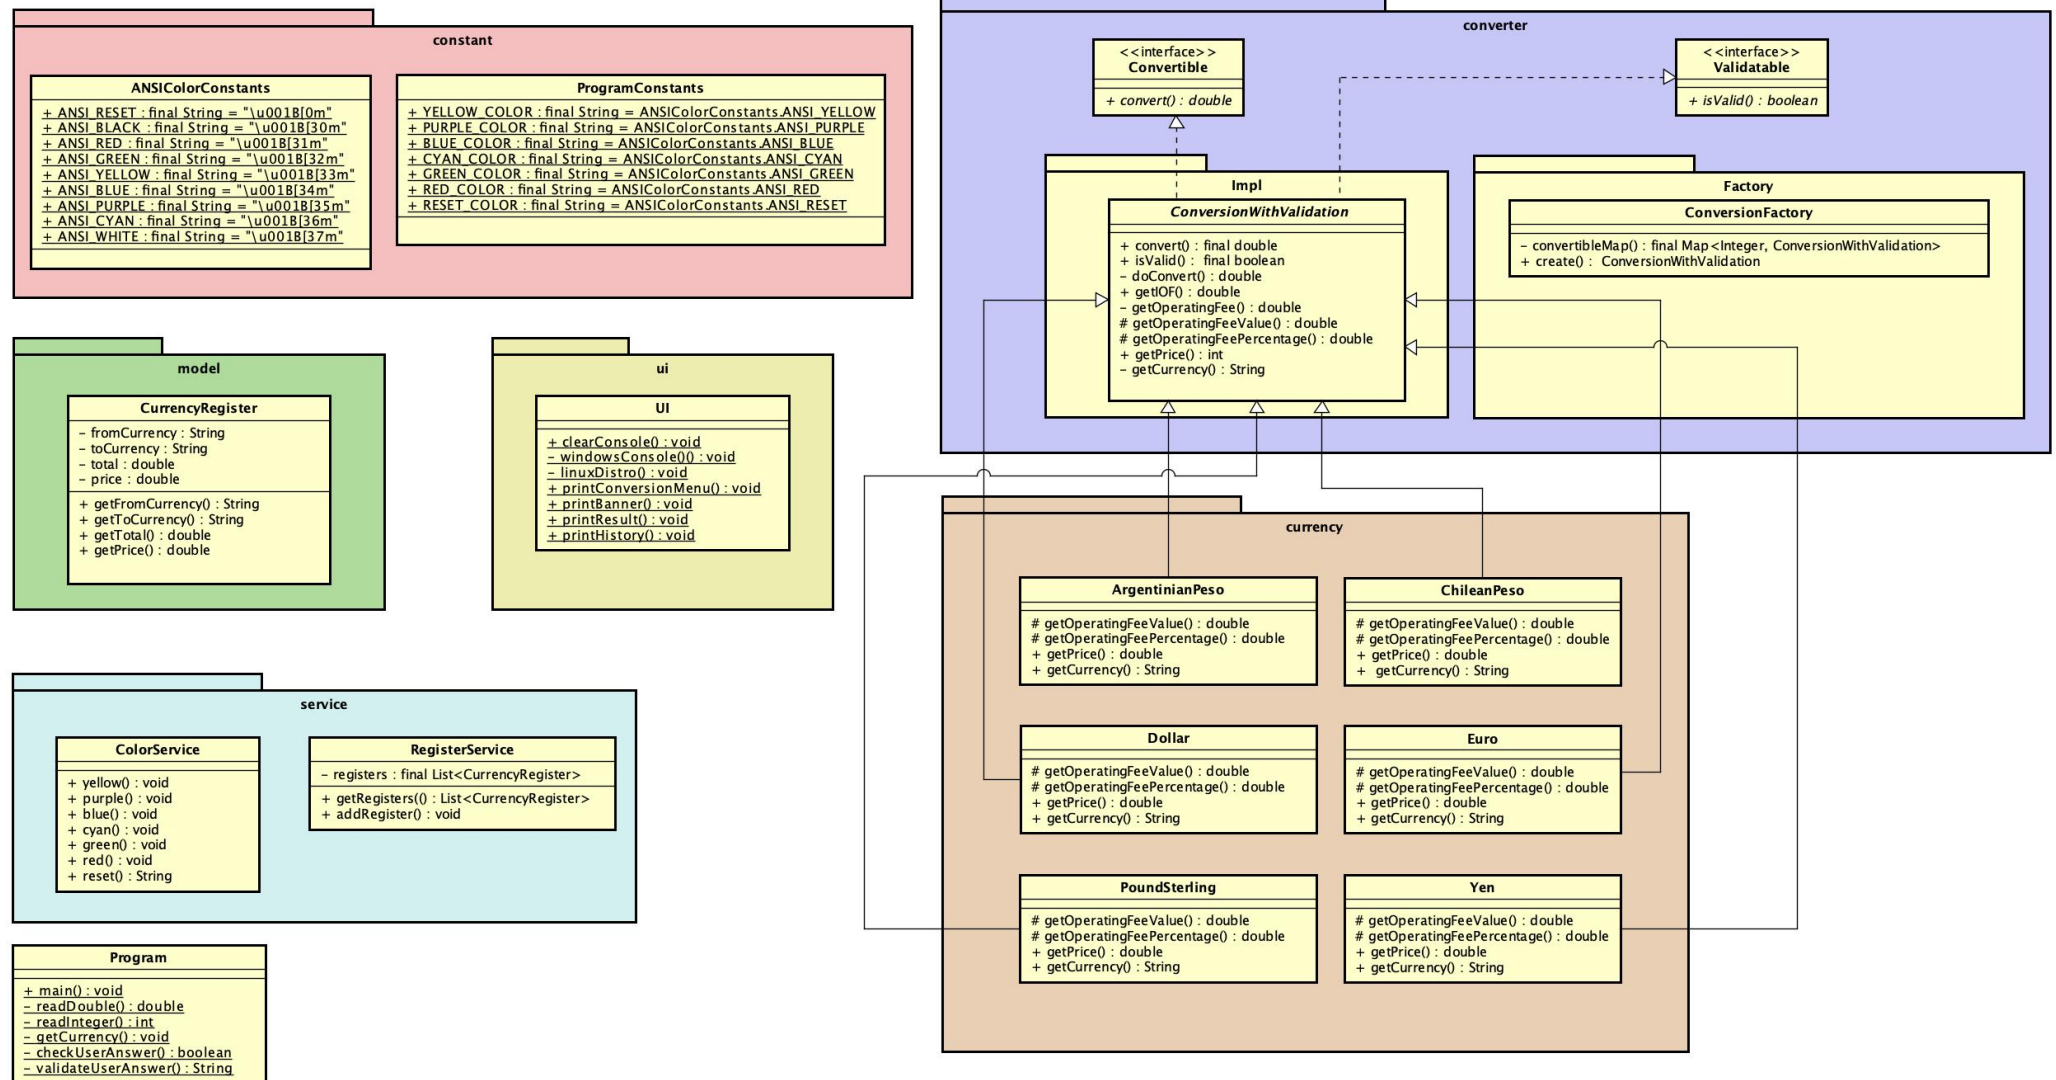 constant
ANSIColorConstants
+ ANSI_RESET : final String = "\u001B[0m"
+ ANSI_BLACK : final String = "\u001B[30m"
+ ANSI_RED : final String = "\u001B[31m"
+ ANSI_GREEN : final String = "\u001B[32m"
+ ANSI_YELLOW : final String = "\u001B[33m"
+ ANSI_BLUE : final String = "\u001B[34m"
+ ANSI_PURPLE : final String = "\u001B[35m"
+ ANSI_CYAN : final String = "\u001B[36m"
+ ANSI_WHITE : final String = "\u001B[37m"
ProgramConstants
+ YELLOW_COLOR : final String = ANSIColorConstants.ANSI_YELLOW
+ PURPLE_COLOR : final String = ANSIColorConstants.ANSI_PURPLE
+ BLUE_COLOR : final String = ANSIColorConstants.ANSI_BLUE
+ CYAN_COLOR : final String = ANSIColorConstants.ANSI_CYAN
+ GREEN_COLOR : final String = ANSIColorConstants.ANSI_GREEN
+ RED_COLOR : final String = ANSIColorConstants.ANSI_RED
+ RESET_COLOR : final String = ANSIColorConstants.ANSI_RESET
converter
<<interface>>
Convertible
+ convert() : double
<<interface>>
Validatable
+ isValid() : boolean
Impl
ConversionWithValidation
+ convert() : final double
+ isValid() :  final boolean
- doConvert() : double
+ getIOF() : double
- getOperatingFee() : double
# getOperatingFeeValue() : double
# getOperatingFeePercentage() : double
+ getPrice() : int
- getCurrency() : String
Factory
ConversionFactory
- convertibleMap() : final Map<Integer, ConversionWithValidation>
+ create() :  ConversionWithValidation
model
CurrencyRegister
- fromCurrency : String
- toCurrency : String
- total : double
- price : double
+ getFromCurrency() : String
+ getToCurrency() : String
+ getTotal() : double
+ getPrice() : double
ui
UI
+ clearConsole() : void
- windowsConsole()() : void
- linuxDistro() : void
+ printConversionMenu() : void
+ printBanner() : void
+ printResult() : void
+ printHistory() : void
currency
ArgentinianPeso
# getOperatingFeeValue() : double
# getOperatingFeePercentage() : double
+ getPrice() : double
+ getCurrency() : String
ChileanPeso
# getOperatingFeeValue() : double
# getOperatingFeePercentage() : double
+ getPrice() : double
+  getCurrency() : String
Dollar
# getOperatingFeeValue() : double
# getOperatingFeePercentage() : double
+ getPrice() : double
+ getCurrency() : String
Euro
# getOperatingFeeValue() : double
# getOperatingFeePercentage() : double
+ getPrice() : double
+ getCurrency() : String
PoundSterling
# getOperatingFeeValue() : double
# getOperatingFeePercentage() : double
+ getPrice() : double
+ getCurrency() : String
Yen
# getOperatingFeeValue() : double
# getOperatingFeePercentage() : double
+ getPrice() : double
+ getCurrency() : String
service
ColorService
+ yellow() : void
+ purple() : void
+ blue() : void
+ cyan() : void
+ green() : void
+ red() : void
+ reset() : String
RegisterService
- registers : final List<CurrencyRegister>
+ getRegisters(() : List<CurrencyRegister>
+ addRegister() : void
Program
+ main() : void
- readDouble() : double
- readInteger() : int
- getCurrency() : void
- checkUserAnswer() : boolean
- validateUserAnswer() : String